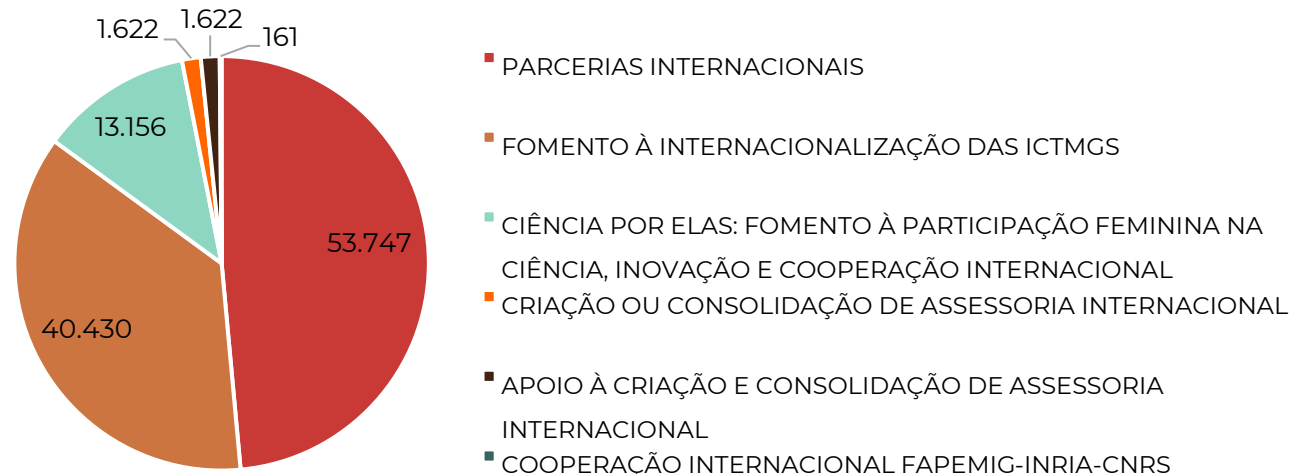 1.622
1.622
161
13.156
53.747
40.430
PARCERIAS INTERNACIONAIS
FOMENTO À INTERNACIONALIZAÇÃO DAS ICTMGS
CIÊNCIA POR ELAS: FOMENTO À PARTICIPAÇÃO FEMININA NA
CIÊNCIA, INOVAÇÃO E COOPERAÇÃO INTERNACIONAL
CRIAÇÃO OU CONSOLIDAÇÃO DE ASSESSORIA INTERNACIONAL
APOIO À CRIAÇÃO E CONSOLIDAÇÃO DE ASSESSORIA
INTERNACIONAL
COOPERAÇÃO INTERNACIONAL FAPEMIG-INRIA-CNRS